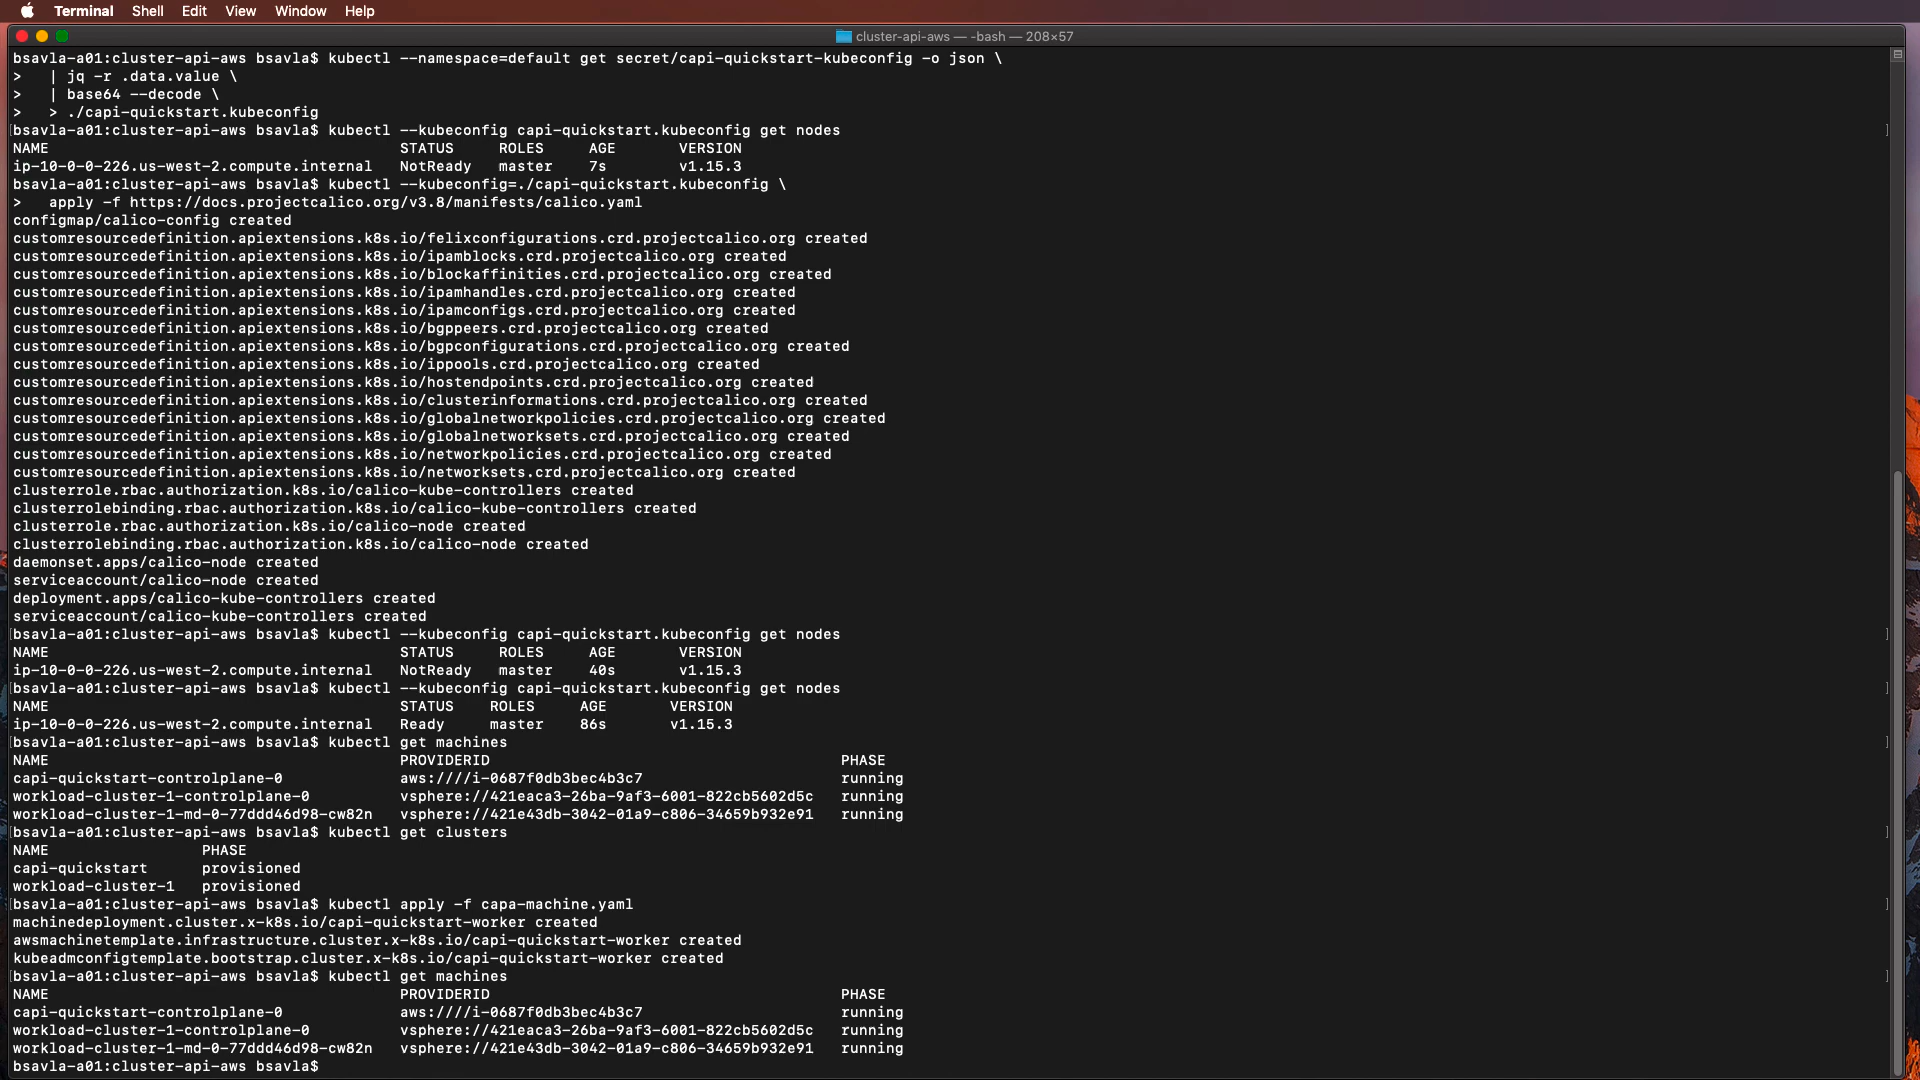 Terminal Shell Edit View Window Help
cluster-api-aws — -bash — 208×57
bsavla-a01:cluster-api-aws bsavla$ kubectl --namespace=default get secret/capi-quickstart-kubeconfig -o json \
>   | jq -r .data.value \
>   | base64 --decode \
>   > ./capi-quickstart.kubeconfig
[bsavla-a01:cluster-api-aws bsavla$ kubectl --kubeconfig capi-quickstart.kubeconfig get nodes ]
NAME STATUS ROLES AGE VERSION
ip-10-0-0-226.us-west-2.compute.internal NotReady master 7s v1.15.3
bsavla-a01:cluster-api-aws bsavla$ kubectl --kubeconfig=./capi-quickstart.kubeconfig \
>   apply -f https://docs.projectcalico.org/v3.8/manifests/calico.yaml
configmap/calico-config created
customresourcedefinition.apiextensions.k8s.io/felixconfigurations.crd.projectcalico.org created
customresourcedefinition.apiextensions.k8s.io/ipamblocks.crd.projectcalico.org created
customresourcedefinition.apiextensions.k8s.io/blockaffinities.crd.projectcalico.org created
customresourcedefinition.apiextensions.k8s.io/ipamhandles.crd.projectcalico.org created
customresourcedefinition.apiextensions.k8s.io/ipamconfigs.crd.projectcalico.org created
customresourcedefinition.apiextensions.k8s.io/bgppeers.crd.projectcalico.org created
customresourcedefinition.apiextensions.k8s.io/bgpconfigurations.crd.projectcalico.org created
customresourcedefinition.apiextensions.k8s.io/ippools.crd.projectcalico.org created
customresourcedefinition.apiextensions.k8s.io/hostendpoints.crd.projectcalico.org created
customresourcedefinition.apiextensions.k8s.io/clusterinformations.crd.projectcalico.org created
customresourcedefinition.apiextensions.k8s.io/globalnetworkpolicies.crd.projectcalico.org created
customresourcedefinition.apiextensions.k8s.io/globalnetworksets.crd.projectcalico.org created
customresourcedefinition.apiextensions.k8s.io/networkpolicies.crd.projectcalico.org created
customresourcedefinition.apiextensions.k8s.io/networksets.crd.projectcalico.org created
clusterrole.rbac.authorization.k8s.io/calico-kube-controllers created
clusterrolebinding.rbac.authorization.k8s.io/calico-kube-controllers created
clusterrole.rbac.authorization.k8s.io/calico-node created
clusterrolebinding.rbac.authorization.k8s.io/calico-node created
daemonset.apps/calico-node created
serviceaccount/calico-node created
deployment.apps/calico-kube-controllers created
serviceaccount/calico-kube-controllers created
[bsavla-a01:cluster-api-aws bsavla$ kubectl --kubeconfig capi-quickstart.kubeconfig get nodes ]
NAME STATUS ROLES AGE VERSION
ip-10-0-0-226.us-west-2.compute.internal NotReady master 40s v1.15.3
[bsavla-a01:cluster-api-aws bsavla$ kubectl --kubeconfig capi-quickstart.kubeconfig get nodes ]
NAME STATUS ROLES AGE VERSION
ip-10-0-0-226.us-west-2.compute.internal Ready master 86s v1.15.3
[bsavla-a01:cluster-api-aws bsavla$ kubectl get machines ]
NAME PROVIDERID PHASE
capi-quickstart-controlplane-0 aws:////i-0687f0db3bec4b3c7 running
workload-cluster-1-controlplane-0 vsphere://421eaca3-26ba-9af3-6001-822cb5602d5c running
workload-cluster-1-md-0-77ddd46d98-cw82n vsphere://421e43db-3042-01a9-c806-34659b932e91 running
[bsavla-a01:cluster-api-aws bsavla$ kubectl get clusters ]
NAME PHASE
capi-quickstart provisioned
workload-cluster-1 provisioned
[bsavla-a01:cluster-api-aws bsavla$ kubectl apply -f capa-machine.yaml ]
machinedeployment.cluster.x-k8s.io/capi-quickstart-worker created
awsmachinetemplate.infrastructure.cluster.x-k8s.io/capi-quickstart-worker created
kubeadmconfigtemplate.bootstrap.cluster.x-k8s.io/capi-quickstart-worker created
[bsavla-a01:cluster-api-aws bsavla$ kubectl get machines ]
NAME PROVIDERID PHASE
capi-quickstart-controlplane-0 aws:////i-0687f0db3bec4b3c7 running
workload-cluster-1-controlplane-0 vsphere://421eaca3-26ba-9af3-6001-822cb5602d5c running
workload-cluster-1-md-0-77ddd46d98-cw82n vsphere://421e43db-3042-01a9-c806-34659b932e91 running
bsavla-a01:cluster-api-aws bsavla$